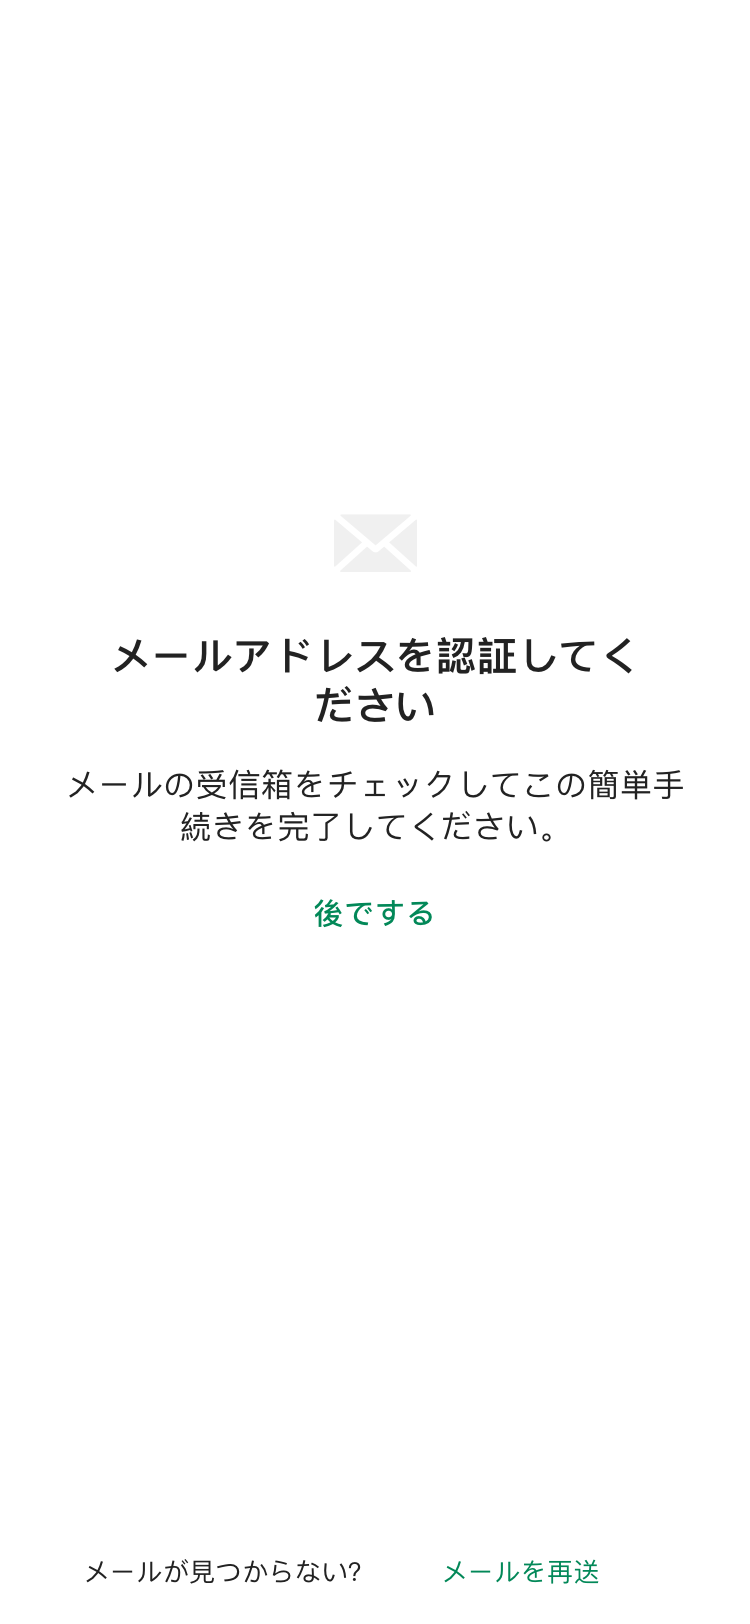 メールアドレスを認証してく
ださい
メールの受信箱をチェックしてこの簡単手
続きを完了してください。
後でする
メールが見つからない?
メールを再送